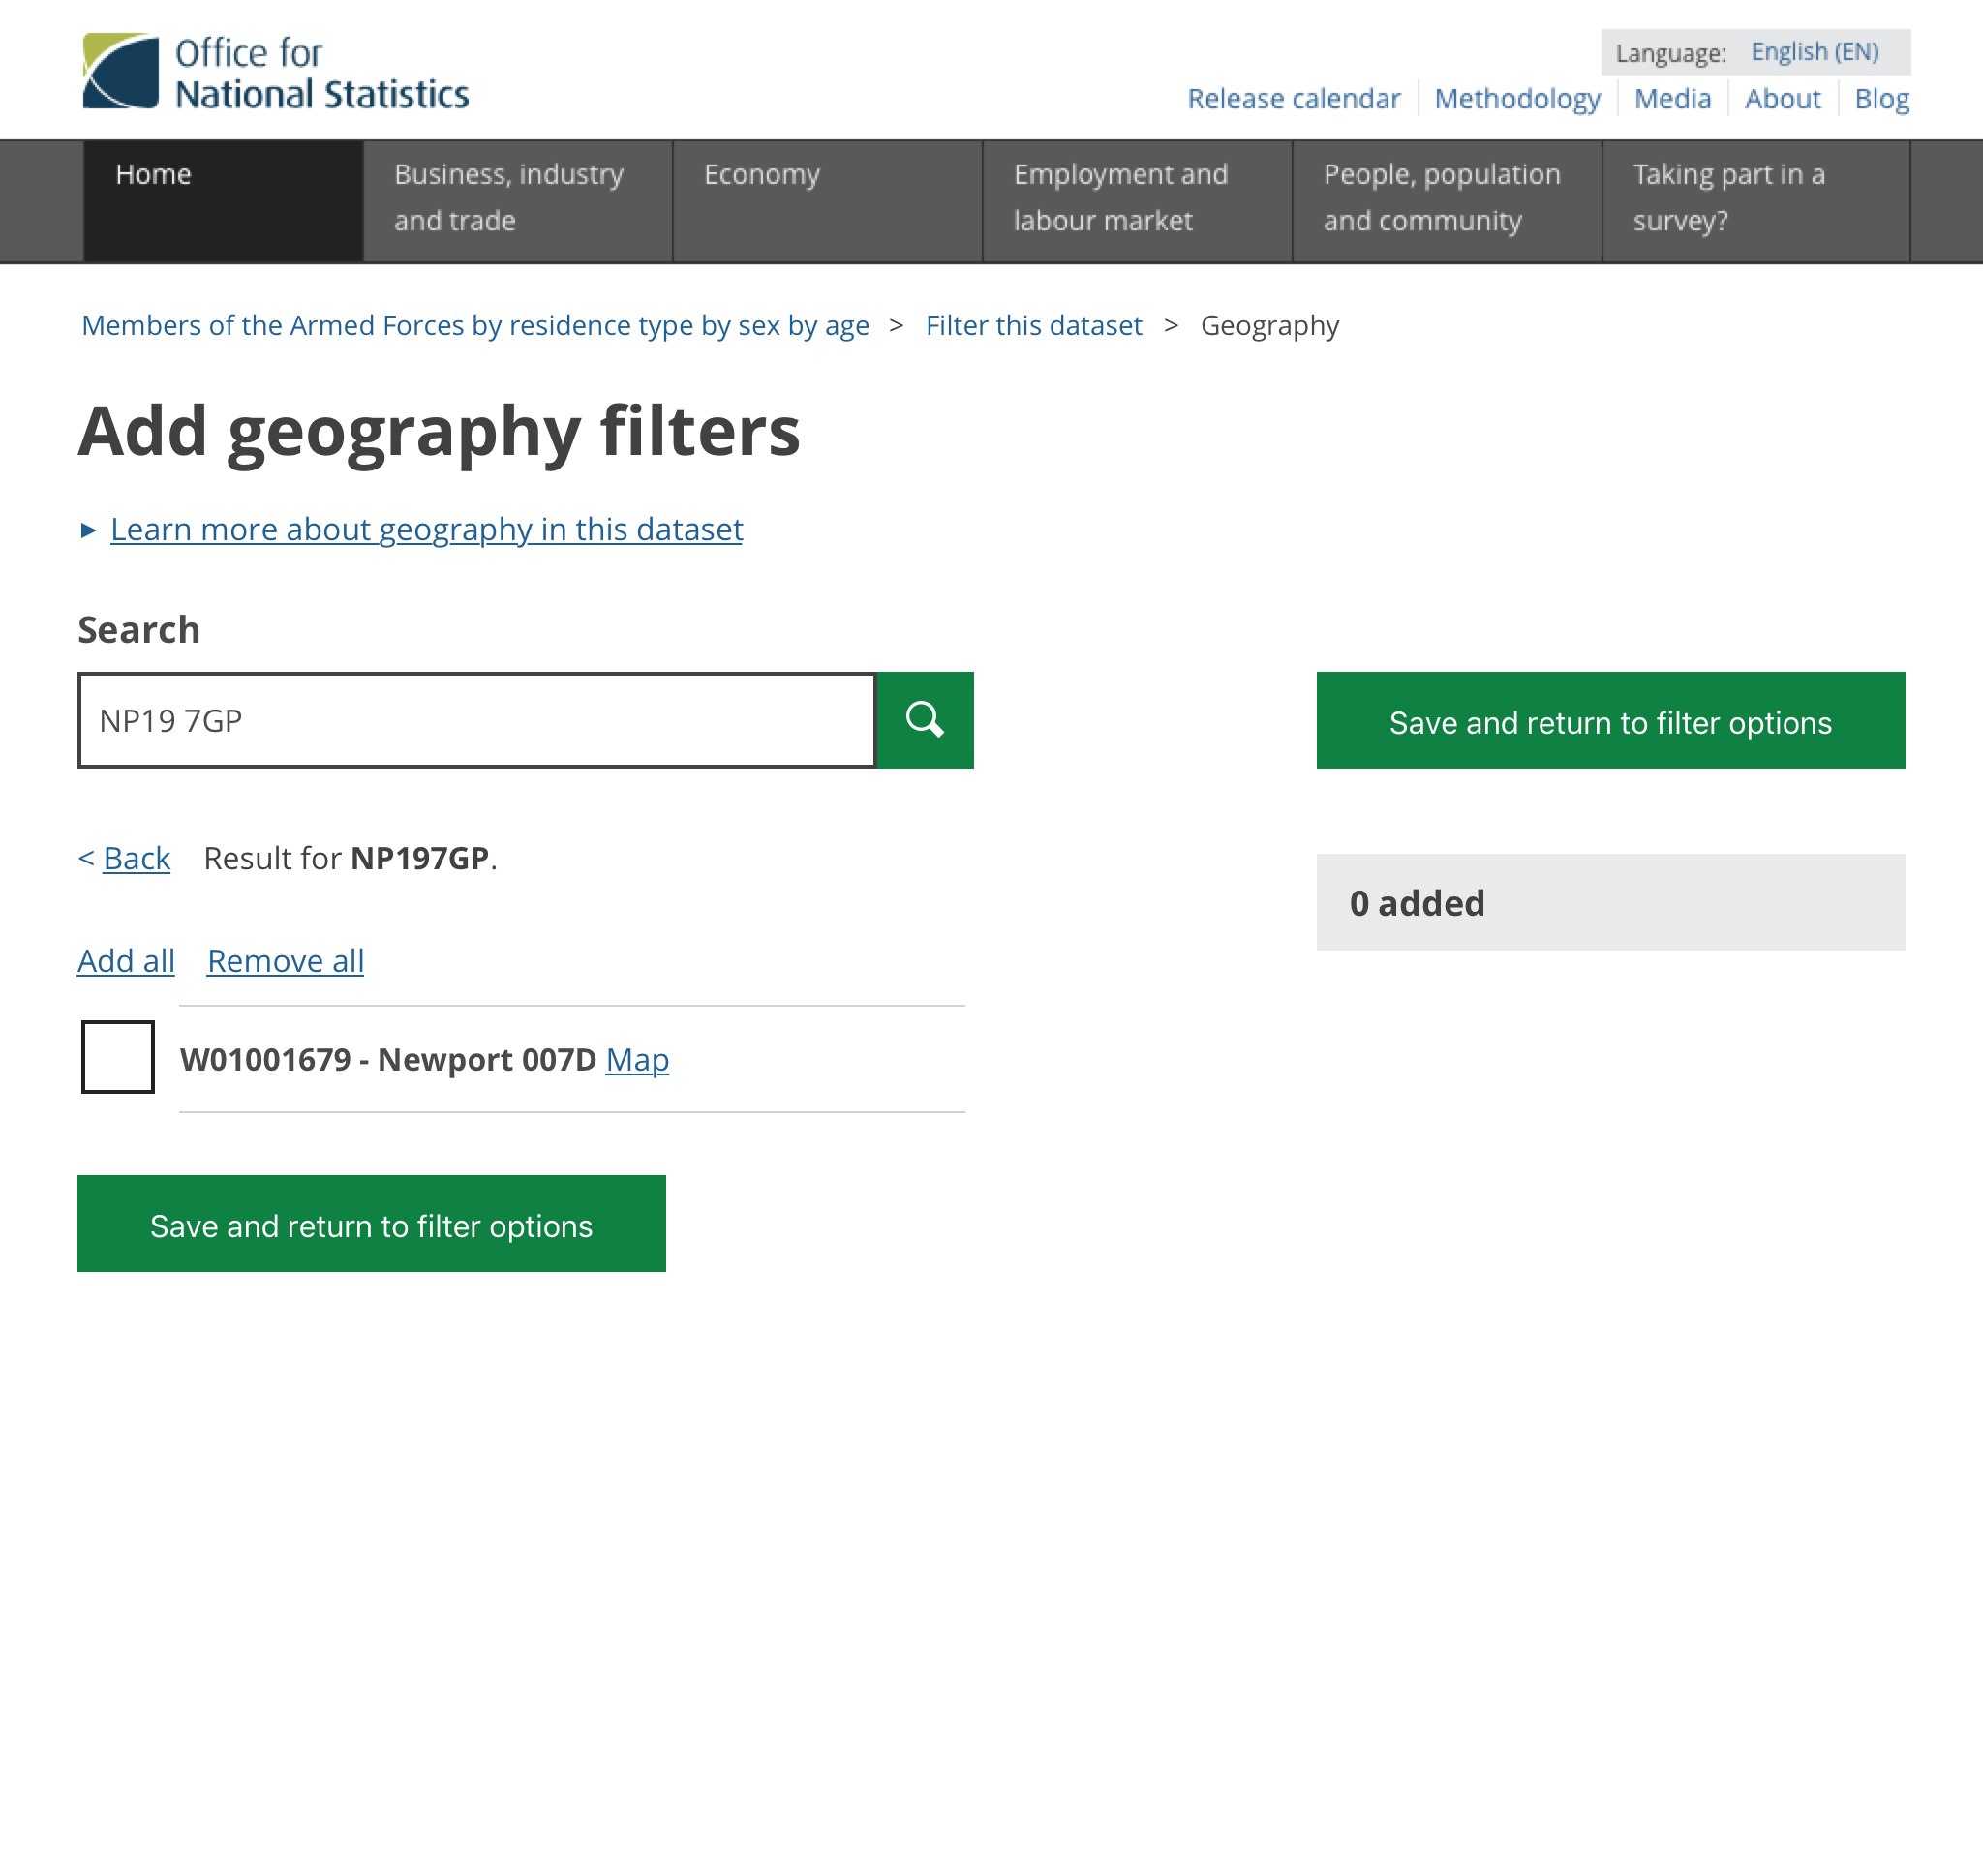 Office for
National Statistics
Language: English (EN)
Release calendar Methodology Media About Blog
Home
Business, industry
and trade
Economy
Employment and
labour market
People, population
and community
Taking part in a
survey?
Members of the Armed Forces by residence type by sex by age > Filter this dataset > Geography
Add geography filters
► Learn more about geography in this dataset
Search
NP19 7GP
Save and return to filter options
< Back Result for NP197GP.
0 added
Add all Remove all
W01001679 - Newport 007D Map
Save and return to filter options